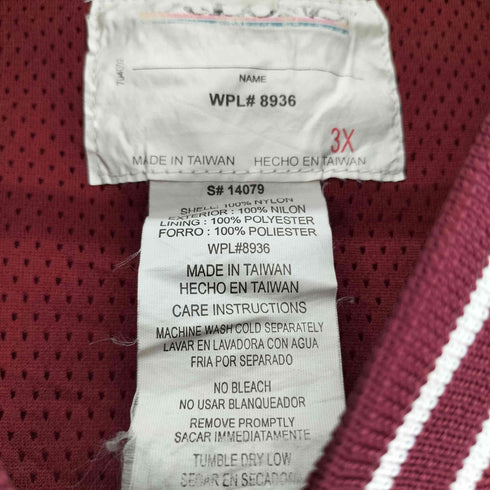 NAME
WPL# 8936
3X
MADE IN TAIWAN HECHO EN TAIWAN
S# 14079
SHELL: 100% NYLON
EXTERIOR : 100% NILON
LINING : 100% POLYESTER
FORRO : 100% POLIESTER
WPL#8936
MADE IN TAIWAN
HECHO EN TAIWAN
CARE INSTRUCTIONS
MACHINE WASH COLD SEPARATELY
LAVAR EN LAVADORA CON AGUA
FRIA POR SEPARADO
NO BLEACH
NO USAR BLANQUEADOR
REMOVE PROMPTLY
SACAR IMMEDIATAMENTE
TUMBLE DRY LOW
SEGAR EN SECADORA